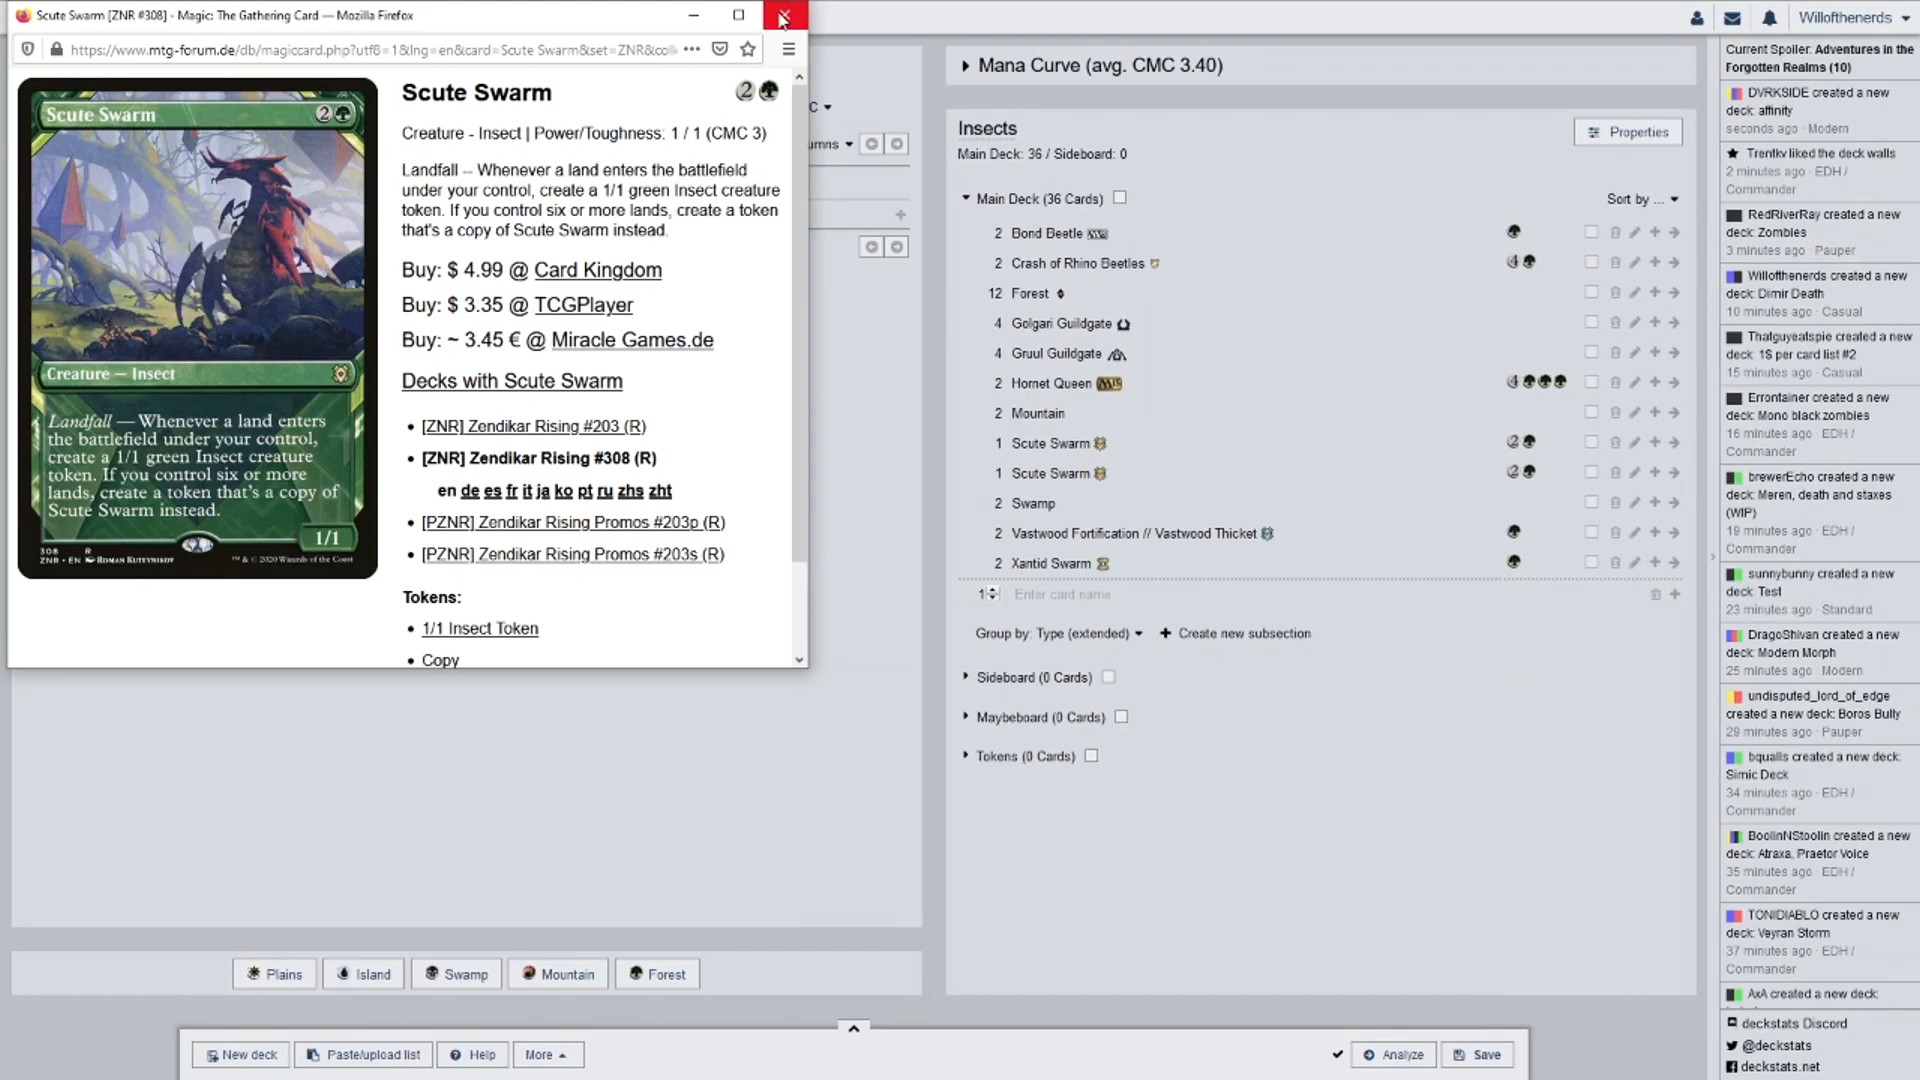 Scute Swarm [ZNR #308] - Magic: The Gathering Card — Mozilla Firefox
https://www.mtg-forum.de/db/magiccard.php?utf8=1&lng=en&card=Scute Swarm&set=ZNR&col
Scute Swarm 2
Creature — Insect
Landfall — Whenever a land enters
the battlefield under your control,
create a 1/1 green Insect creature
token. If you control six or more
lands, create a token that's a copy of
Scute Swarm instead.
1/1
308 R
ZNR • EN ROMAN KUTEYNIKOV ™ & © 2020 Wizards of the Coast
Scute Swarm 2
Creature - Insect | Power/Toughness: 1 / 1 (CMC 3)
Landfall -- Whenever a land enters the battlefield
under your control, create a 1/1 green Insect creature
token. If you control six or more lands, create a token
that's a copy of Scute Swarm instead.
Buy: $ 4.99 @ Card Kingdom
Buy: $ 3.35 @ TCGPlayer
Buy: ~ 3.45 € @ Miracle Games.de
Decks with Scute Swarm
• [ZNR] Zendikar Rising #203 (R)
• [ZNR] Zendikar Rising #308 (R)
en de es fr it ja ko pt ru zhs zht
• [PZNR] Zendikar Rising Promos #203p (R)
• [PZNR] Zendikar Rising Promos #203s (R)
Tokens:
• 1/1 Insect Token
• Copy
Plains Island Swamp Mountain Forest
Mana Curve (avg. CMC 3.40)
Insects
Properties
Main Deck: 36 / Sideboard: 0
Main Deck (36 Cards) Sort by ...
2 Bond Beetle
2 Crash of Rhino Beetles 4
12 Forest
4 Golgari Guildgate
4 Gruul Guildgate
2 Hornet Queen 4
2 Mountain
1 Scute Swarm 2
1 Scute Swarm 2
2 Swamp
2 Vastwood Fortification // Vastwood Thicket
2 Xantid Swarm
1 Enter card name
Group by: Type (extended) + Create new subsection
Sideboard (0 Cards)
Maybeboard (0 Cards)
Tokens (0 Cards)
New deck Paste/upload list Help More Analyze Save
Willofthenerds
Current Spoiler: Adventures in the
Forgotten Realms (10)
DVRKSIDE created a new
deck: affinity
seconds ago · Modern
Trentkv liked the deck walls
2 minutes ago · EDH /
Commander
RedRiverRay created a new
deck: Zombies
3 minutes ago · Pauper
Willofthenerds created a new
deck: Dimir Death
10 minutes ago · Casual
Thatguyeatspie created a new
deck: 1$ per card list #2
15 minutes ago · Casual
Errontainer created a new
deck: Mono black zombies
16 minutes ago · EDH /
Commander
brewerEcho created a new
deck: Meren, death and staxes
(WIP)
19 minutes ago · EDH /
Commander
sunnybunny created a new
deck: Test
23 minutes ago · Standard
DragoShivan created a new
deck: Modern Morph
25 minutes ago · Modern
undisputed_lord_of_edge
created a new deck: Boros Bully
29 minutes ago · Pauper
bqualls created a new deck:
Simic Deck
34 minutes ago · EDH /
Commander
BoolinNStoolin created a new
deck: Atraxa, Praetor Voice
35 minutes ago · EDH /
Commander
TONIDIABLO created a new
deck: Veyran Storm
37 minutes ago · EDH /
Commander
AxA created a new deck:
deckstats Discord
@deckstats
deckstats.net